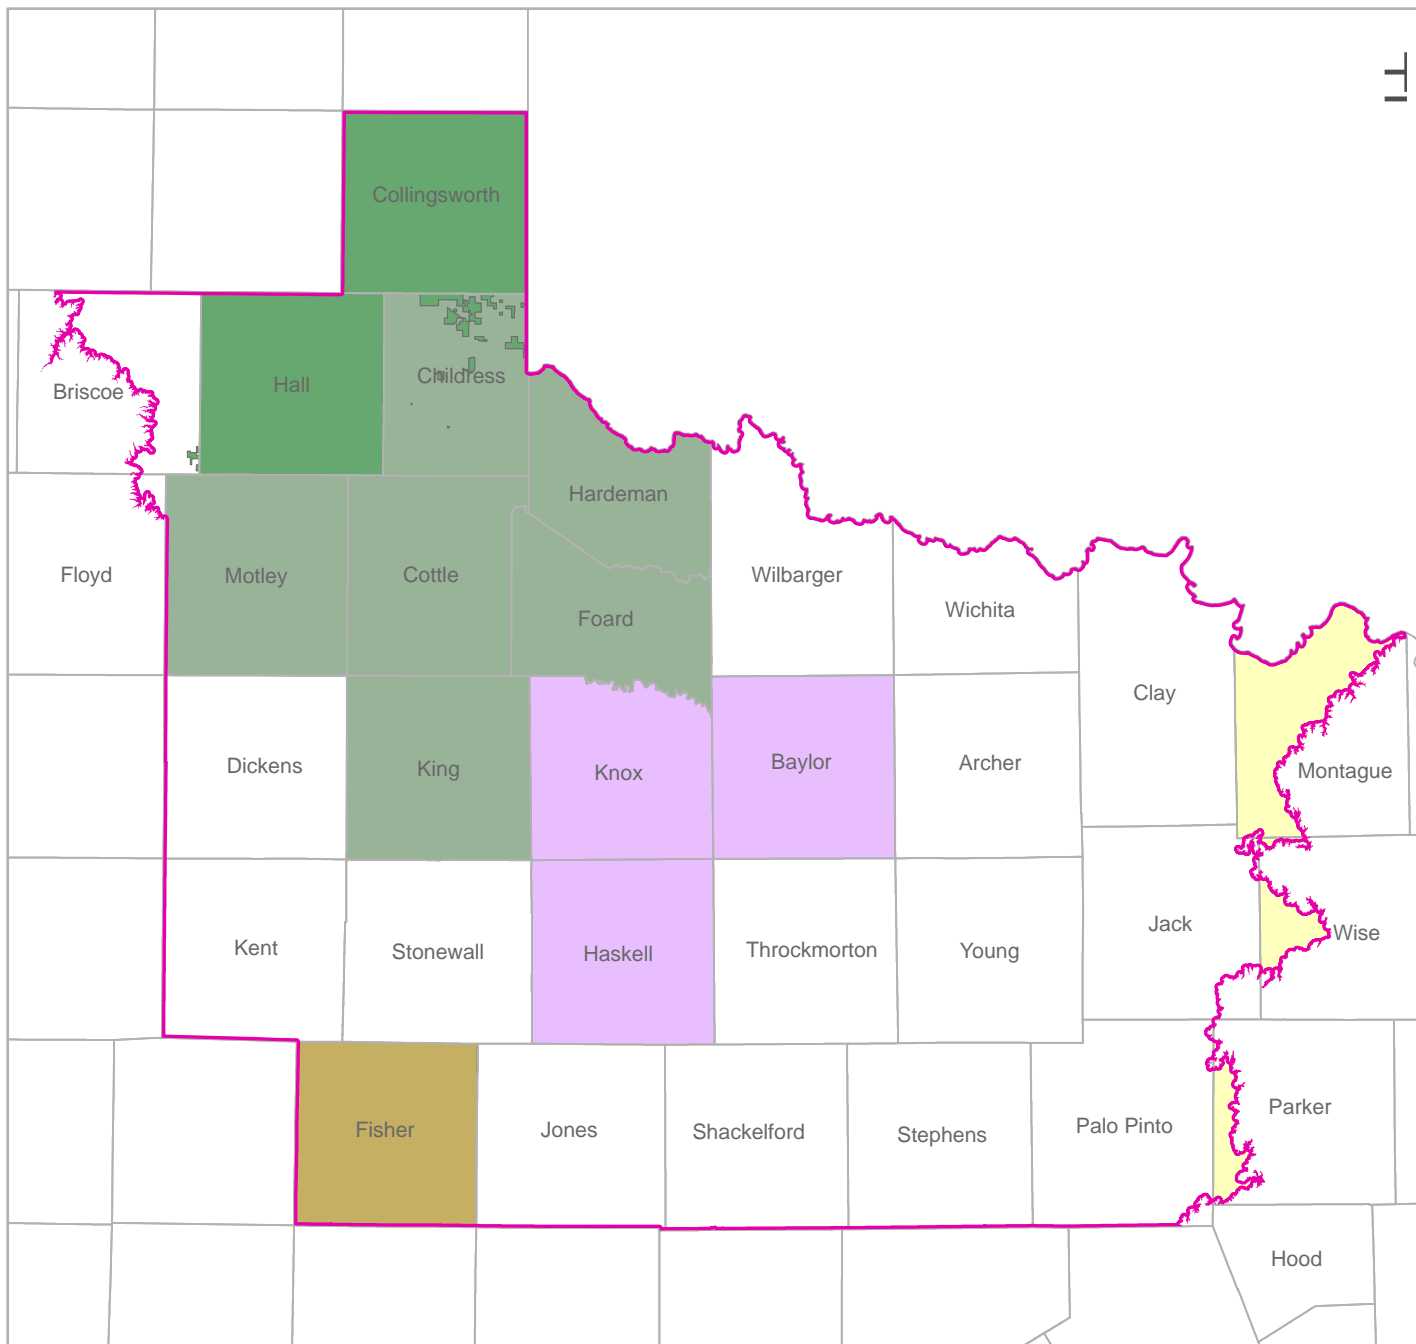 Collingsworth
Briscoe
Hall
Childress
Hardeman
Floyd
Motley
Cottle
Foard
Wilbarger
Wichita
Clay
Dickens
King
Knox
Baylor
Archer
Montague
Kent
Stonewall
Haskell
Throckmorton
Young
Jack
Wise
Fisher
Jones
Shackelford
Stephens
Palo Pinto
Parker
Hood